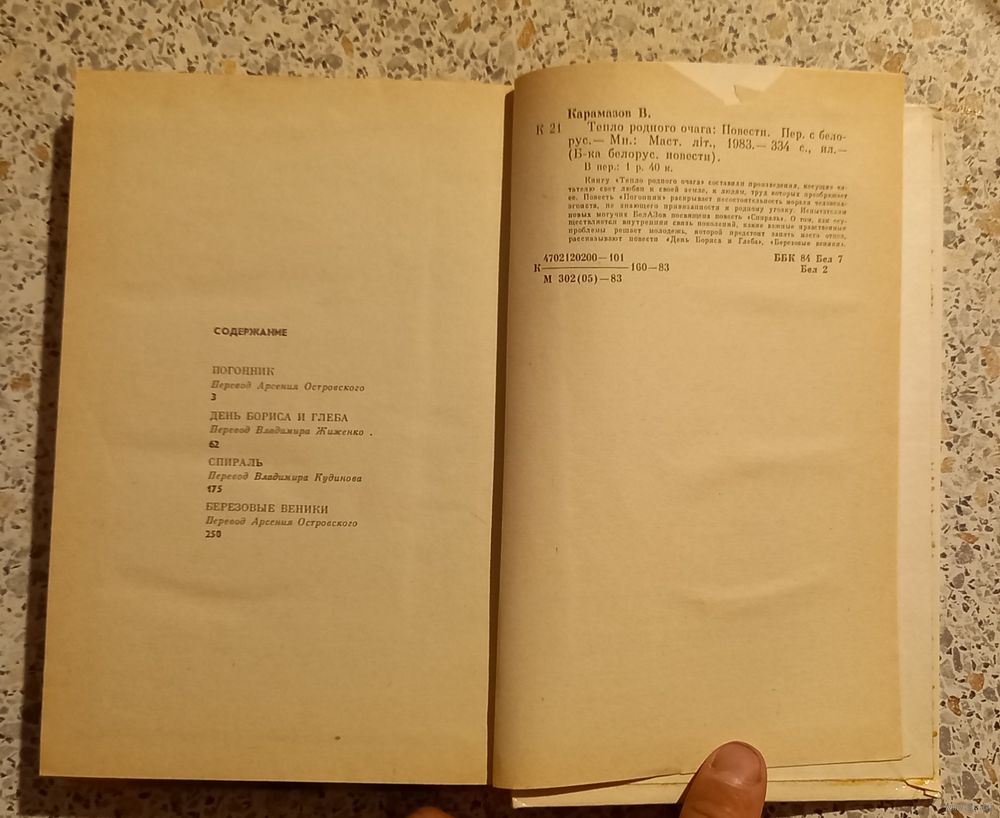 СОДЕРЖАНИЕ
ПОГОННИК
Перевод Арсения Островского
3
ДЕНЬ БОРИСА И ГЛЕБА
Перевод Владимира Жиженко .
62
СПИРАЛЬ
Перевод Владимира Кудинова
175
БЕРЕЗОВЫЕ ВЕНИКИ
Перевод Арсения Островского
250
Карамазов В.
К 21 Тепло родного очага: Повести. Пер. с бело-
рус.— Мн.: Маст. літ., 1983.— 334 с., ил.—
(Б-ка белорус. повести).
В пер.: 1 р. 40 к.
Книгу «Тепло родного очага» составили произведения, несущие чи-
тателю свет любви к своей земле, к людям, труд которых преображает
ее. Повесть «Погонник» раскрывает несостоятельность морали человека-
эгоиста, не знающего привязанности к родному уголку. Испытателям
новых могучих БелАЗов посвящена повесть «Спираль». О том, как осу-
ществляется внутренняя связь поколений, какие важные нравственные
проблемы решает молодежь, которой предстоит занять место отцов,
рассказывают повести «День Бориса и Глеба», «Березовые веники».
4702120200—101
К 160—83
М 302(05)—83
ББК 84 Бел 7
Бел 2